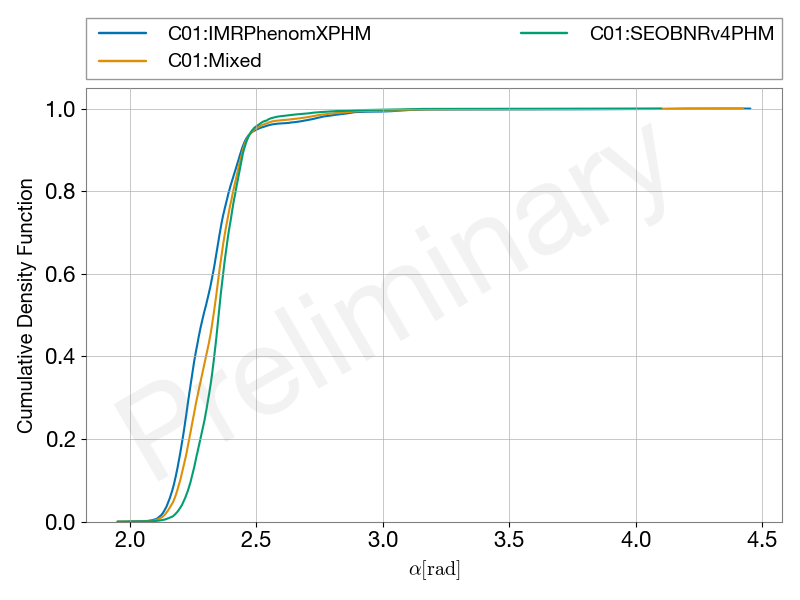 C01:IMRPhenomXPHM C01:SEOBNRv4PHM
C01:Mixed
1.0
0.8
0.6
0.4
0.2
0.0
Cumulative Density Function
Preliminary
2.0 2.5 3.0 3.5 4.0 4.5
α[rad]